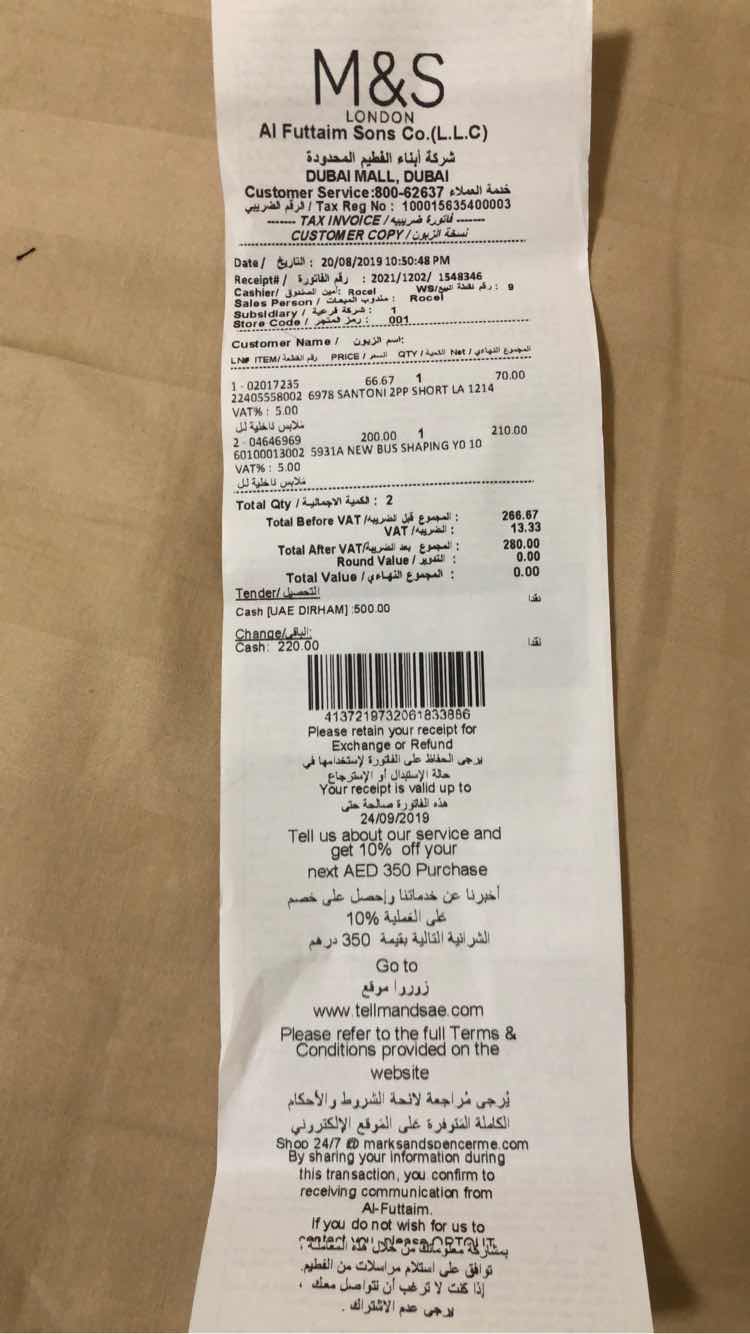 M&S
LONDON
Al Futtaim Sons Co.(L.L.C)
شركة أبناء الفطيم المحدودة
DUBAI MALL, DUBAI
Customer Service:800-62637 خدمة العملاء
الرقم الضريبي / Tax Reg No : 100015635400003
------- TAX INVOICE / فاتورة ضريبيه -------
CUSTOMER COPY / نسخة الزبون
Date / التاريخ : 20/08/2019 10:50:48 PM
Receipt# / رقم الفاتورة : 2021/1202/ 1548346
Cashier/ أمين الصندوق: Rocel WS/رقم نقطة البيع : 9
Sales Person / مندوب المبيعات : Rocel
Subsidiary / شركة فرعية : 1
Store Code / رمز المتجر : 001
Customer Name / اسم الزبون:
LN# ITEM/ رقم القطعة PRICE / السعر QTY / الكمية Net / المجموع النهاءي
1 - 02017235 66.67 1 70.00
22405558002 6978 SANTONI 2PP SHORT LA 1214
VAT% : 5.00
ملابس داخلية لل
2 - 04646969 200.00 1 210.00
60100013002 5931A NEW BUS SHAPING Y0 10
VAT% : 5.00
ملابس داخلية لل
Total Qty / الكمية الاجمالية : 2
Total Before VAT / المجموع قبل الضريبه : 266.67
VAT / الضريبه : 13.33
Total After VAT/ المجموع بعد الضريبة : 280.00
Round Value / التدوير : 0.00
Total Value / المجموع النهاءي : 0.00
Tender/ التحصيل
Cash [UAE DIRHAM] :500.00 نقدا
Change/الباقي:
Cash: 220.00 نقدا
4137219732061833886
Please retain your receipt for
Exchange or Refund
يرجى الحفاظ على الفاتورة لإستخدامها في
حالة الإستبدال أو الإسترجاع
Your receipt is valid up to
هذه الفاتورة صالحة حتى
24/09/2019
Tell us about our service and
get 10% off your
next AED 350 Purchase
أخبرنا عن خدماتنا وإحصل على خصم
10% على العملية
الشرائية التالية بقيمة 350 درهم
Go to
زوروا موقع
www.tellmandsae.com
Please refer to the full Terms &
Conditions provided on the
website
يُرجى مُراجعة لائحة الشروط والأحكام
الكاملة المتوفرة على الموقع الإلكتروني
Shop 24/7 @ marksandspencerme.com
By sharing your information during
this transaction, you confirm to
receiving communication from
Al-Futtaim.
If you do not wish for us to
contact you, please OPTOUT
بمشاركة معلوماتك من خلال هذه المعاملة،
توافق على استلام مراسلات من الفطيم.
إذا كنت لا ترغب أن نتواصل معك ،
يرجى عدم الاشتراك .